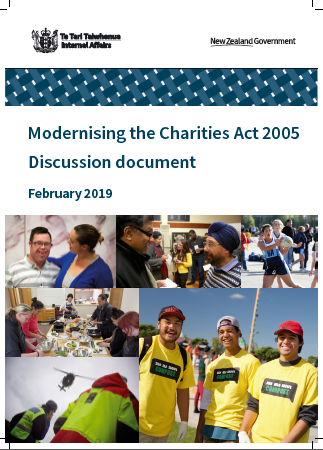 Te Tari Taiwhenua
Internal Affairs
New Zealand Government
Modernising the Charities Act 2005
Discussion document
February 2019